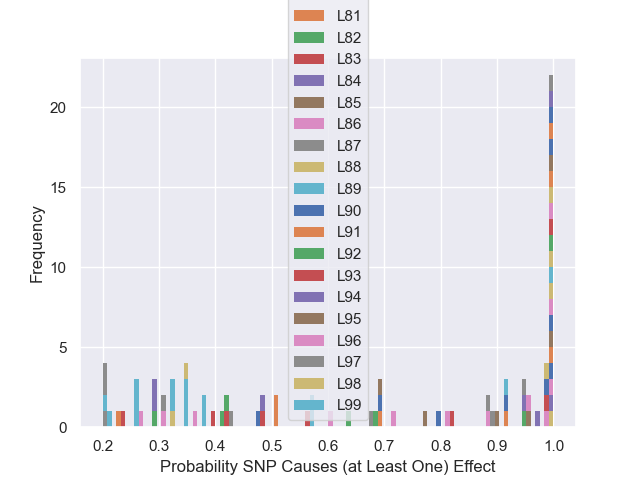 L81
L82
L83
L84
L85
L86
L87
L88
L89
L90
L91
L92
L93
L94
L95
L96
L97
L98
L99
Frequency
20
15
10
5
0
0.2 0.3 0.4 0.5 0.6 0.7 0.8 0.9 1.0
Probability SNP Causes (at Least One) Effect